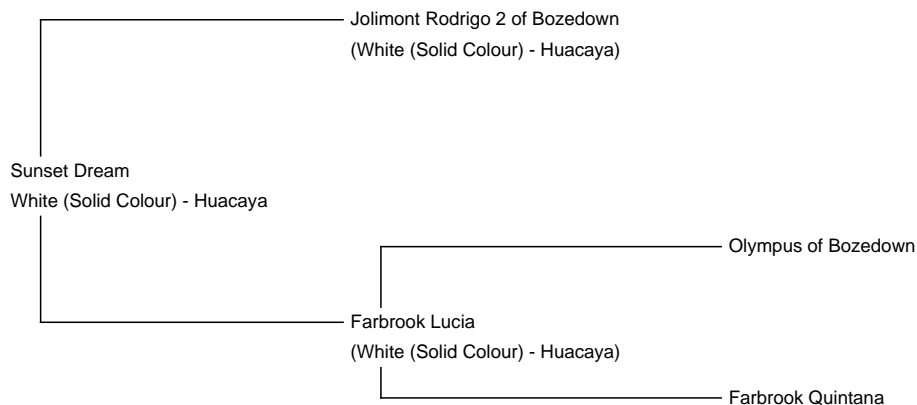 Jolimont Rodrigo 2 of Bozedown
(White (Solid Colour) - Huacaya)
Sunset Dream
White (Solid Colour) - Huacaya
Olympus of Bozedown
Farbrook Lucia
(White (Solid Colour) - Huacaya)
Farbrook Quintana